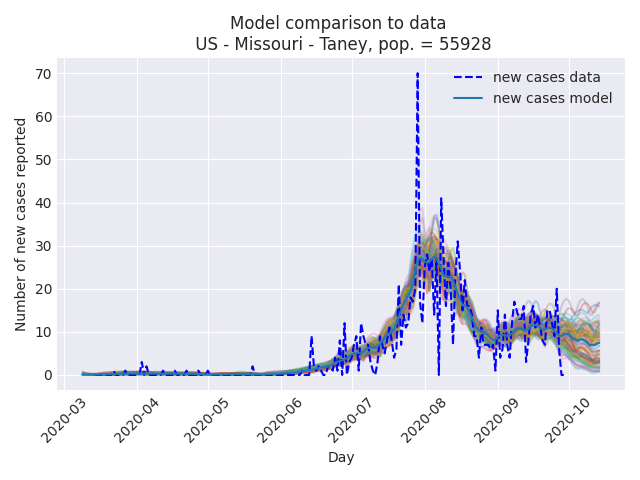 Model comparison to data
US - Missouri - Taney, pop. = 55928
new cases data
new cases model
Number of new cases reported
70
60
50
40
30
20
10
0
2020-03
2020-04
2020-05
2020-06
2020-07
2020-08
2020-09
2020-10
Day